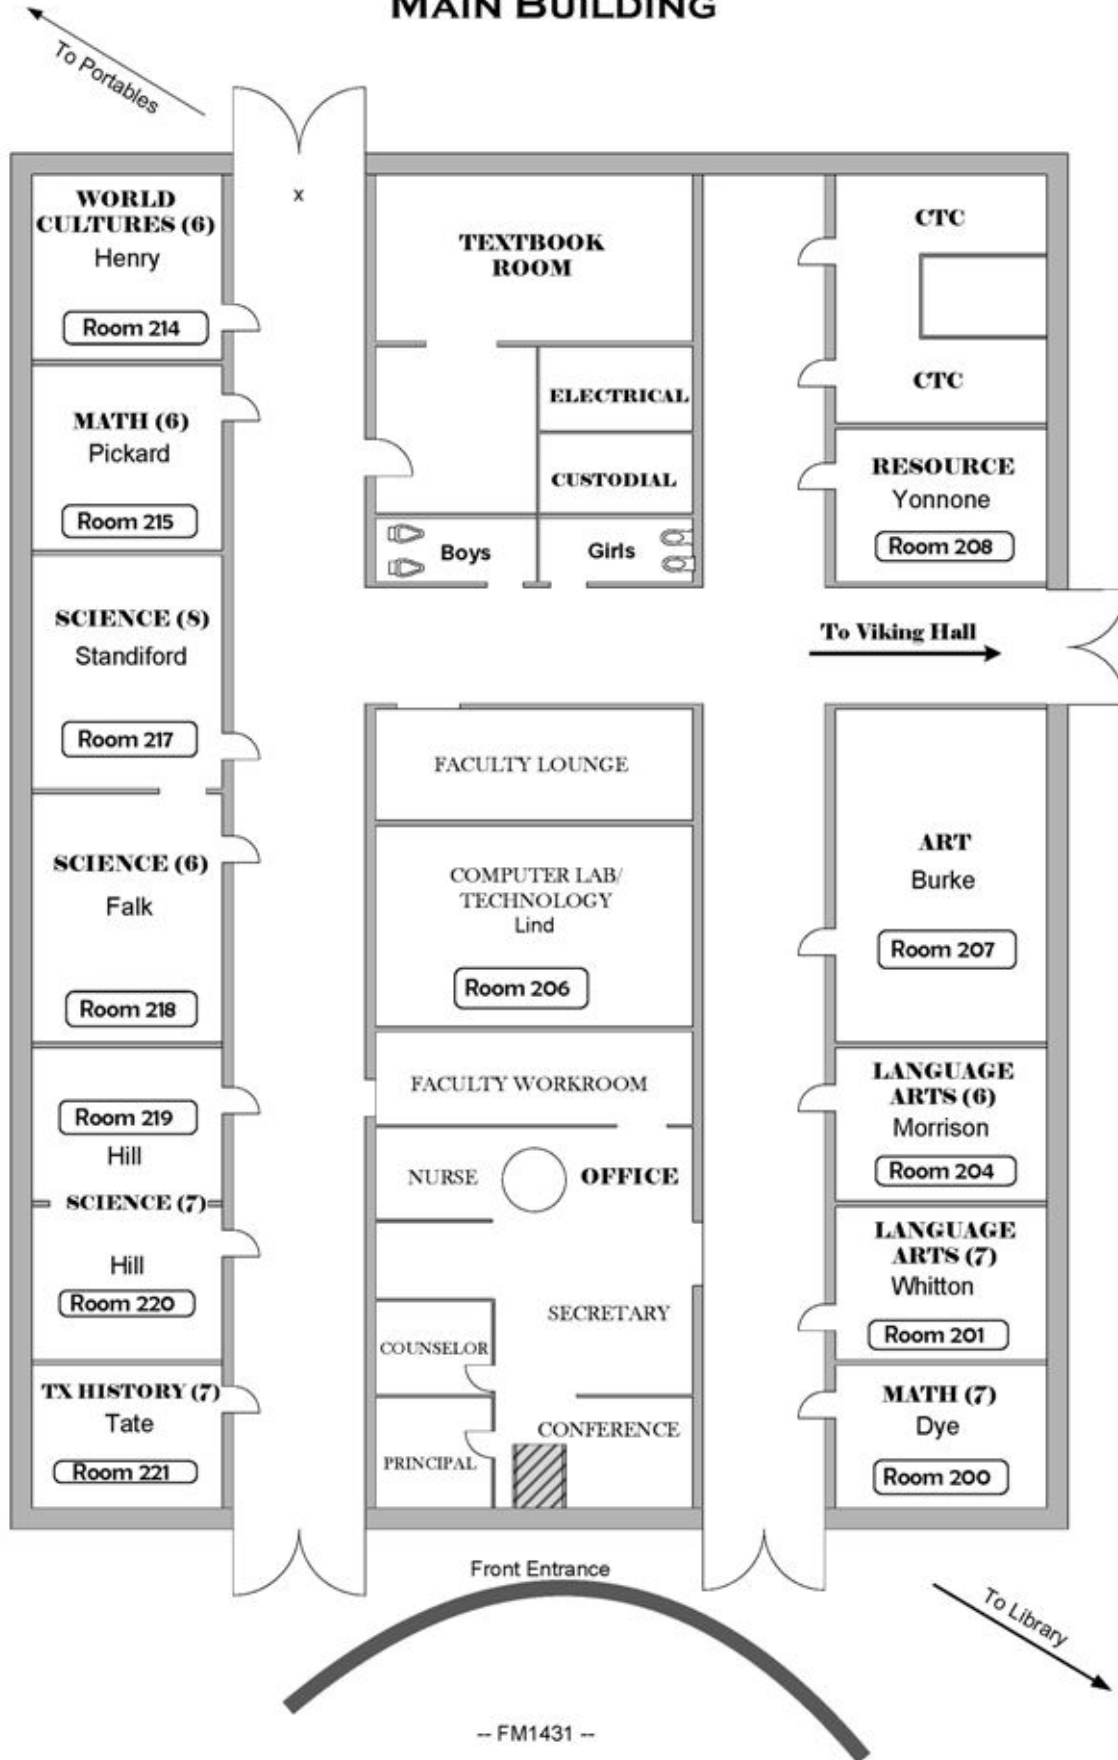 MAIN BUILDING
To Portables
x
WORLD
CULTURES (6)
Henry
Room 214
MATH (6)
Pickard
Room 215
SCIENCE (8)
Standiford
Room 217
SCIENCE (6)
Falk
Room 218
Room 219
Hill
SCIENCE (7)
Hill
Room 220
TX HISTORY (7)
Tate
Room 221
TEXTBOOK
ROOM
ELECTRICAL
CUSTODIAL
Boys
Girls
FACULTY LOUNGE
COMPUTER LAB/
TECHNOLOGY
Lind
Room 206
FACULTY WORKROOM
NURSE
OFFICE
SECRETARY
COUNSELOR
CONFERENCE
PRINCIPAL
CTC
CTC
RESOURCE
Yonnone
Room 208
To Viking Hall
ART
Burke
Room 207
LANGUAGE
ARTS (6)
Morrison
Room 204
LANGUAGE
ARTS (7)
Whitton
Room 201
MATH (7)
Dye
Room 200
Front Entrance
To Library
-- FM1431 --